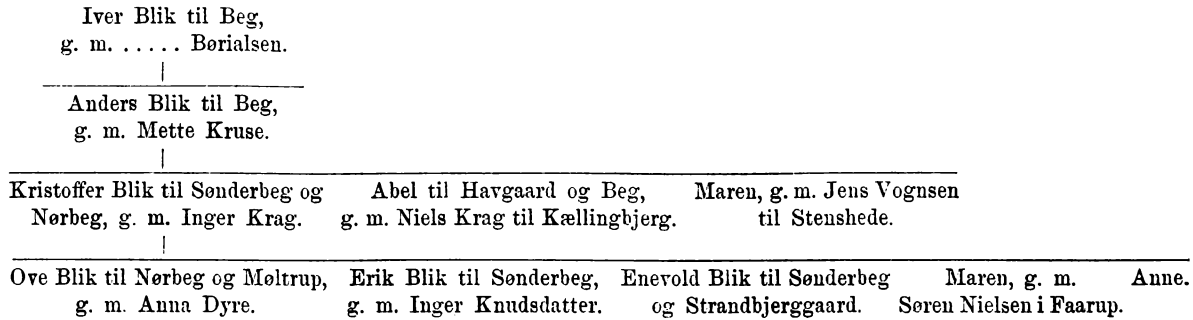 Iver Blik til Beg,
g. m. . . . . . . Børialsen.
Anders Blik til Beg,
g. m. Mette Kruse.
Kristoffer Blik til Sønderbeg og Abel til Havgaard og Beg, Maren, g. m. Jens Vognsen
Nørbeg, g. m. Inger Krag. g. m. Niels Krag til Kællingbjerg. til Stenshede.
Ove Blik til Nørbeg og Møltrup, Erik Blik til Sønderbeg, Enevold Blik til Sønderbeg Maren, g. m. Anne.
g. m. Anna Dyre. g. m. Inger Knudsdatter. og Strandbjerggaard. Søren Nielsen i Faarup.